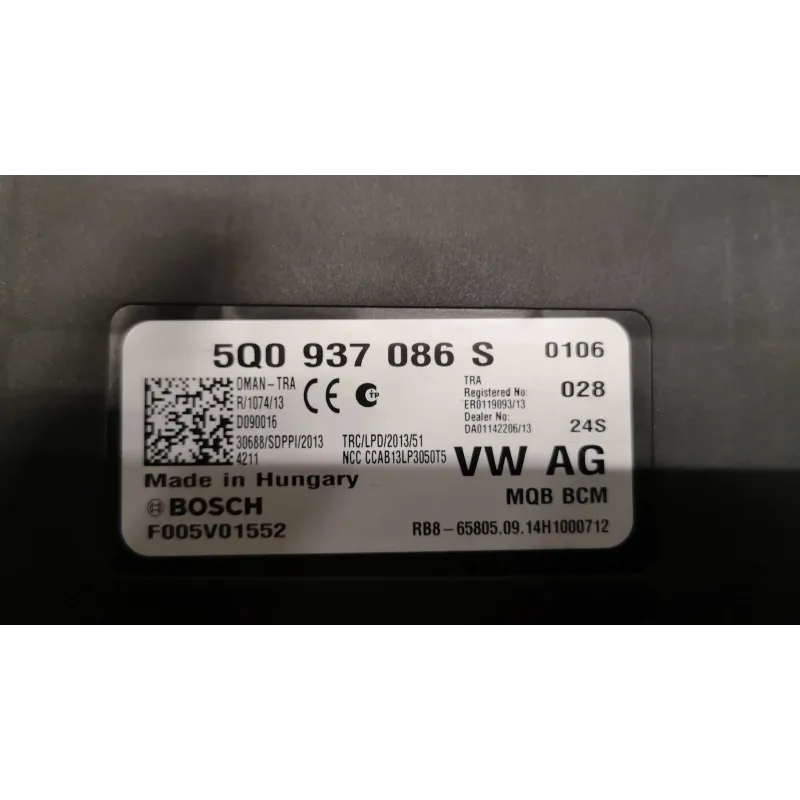 5Q0 937 086 S 0106
OMAN-TRA
R/1074/13
D090016
30688/SDPPI/2013
4211
CE
TRC/LPD/2013/51
NCC CCAB13LP3050T5
TRA
Registered No:
ER0119093/13
Dealer No:
DA01142206/13
028
24S
VW AG
MQB BCM
Made in Hungary
BOSCH
F005V01552
RB8-65805.09.14H1000712